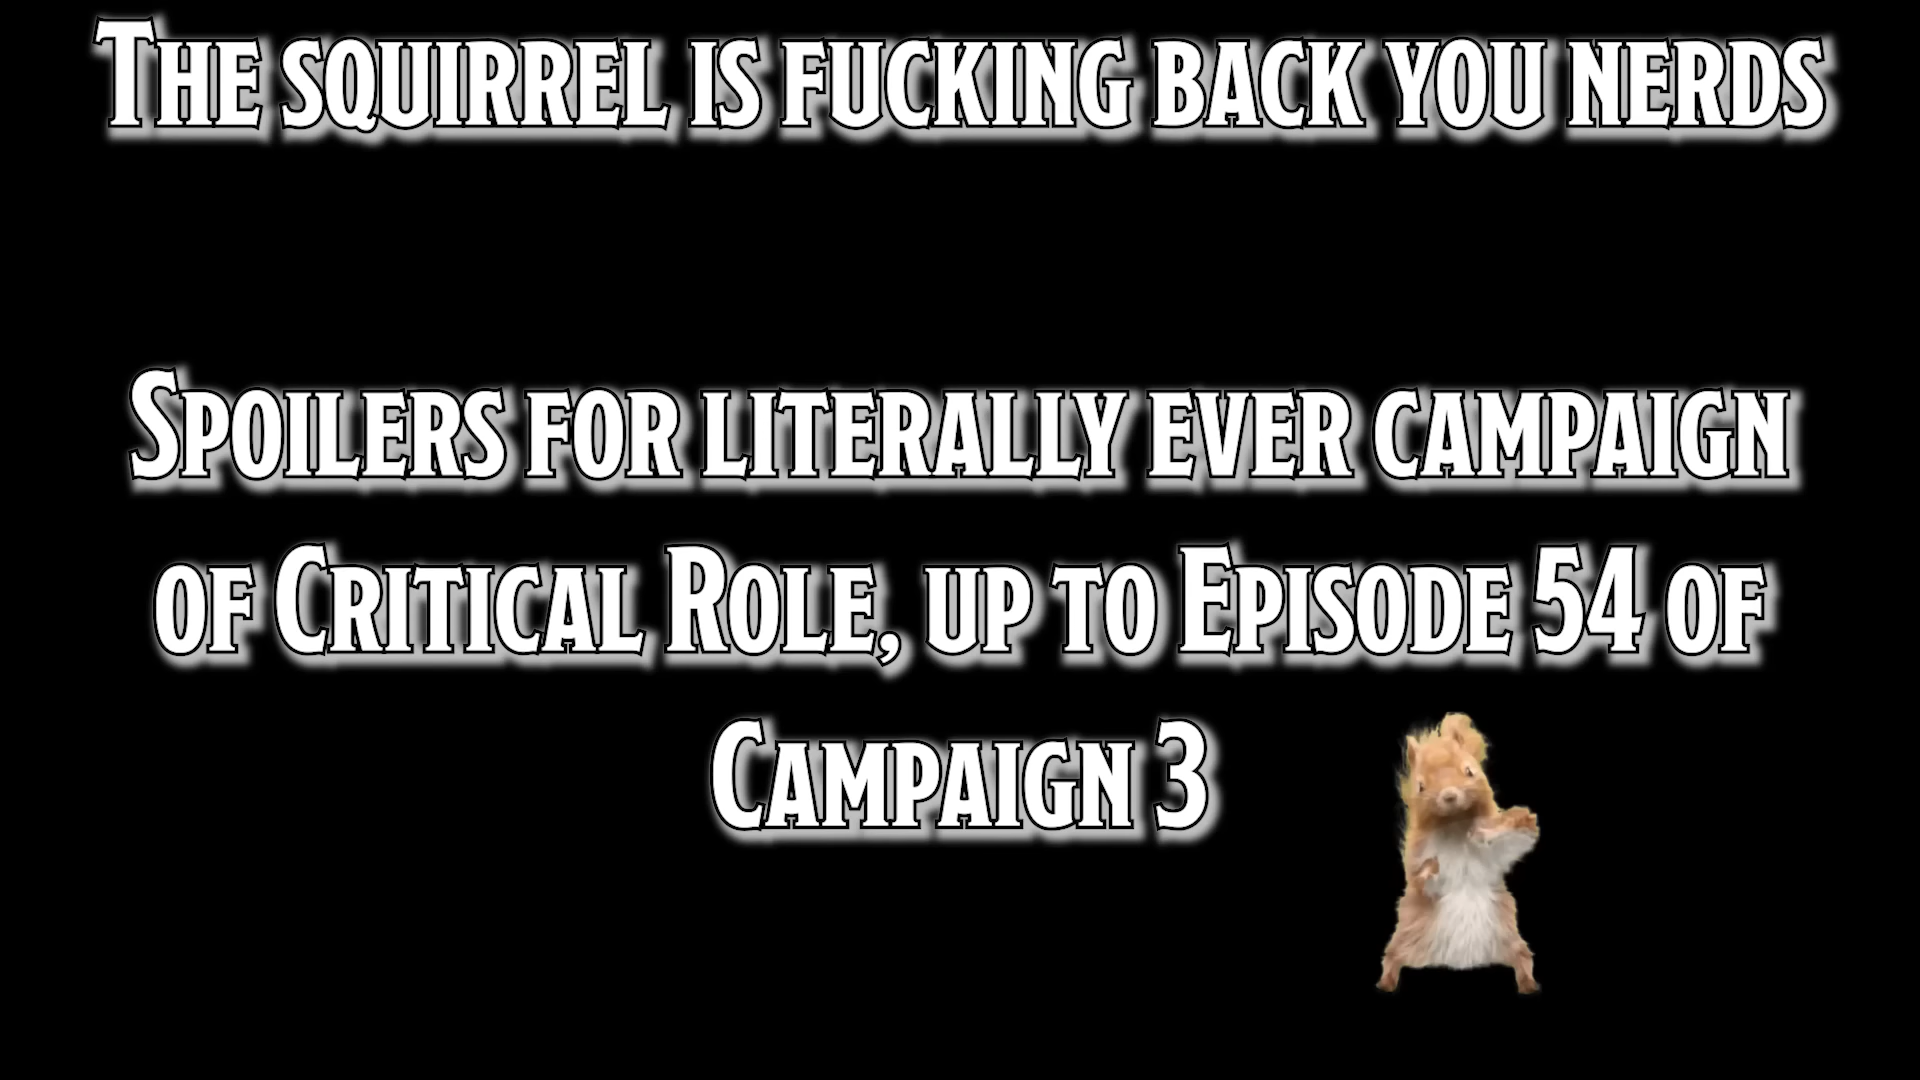 The squirrel is fucking back you nerds
Spoilers for literally ever campaign
of Critical Role, up to Episode 54 of
Campaign 3